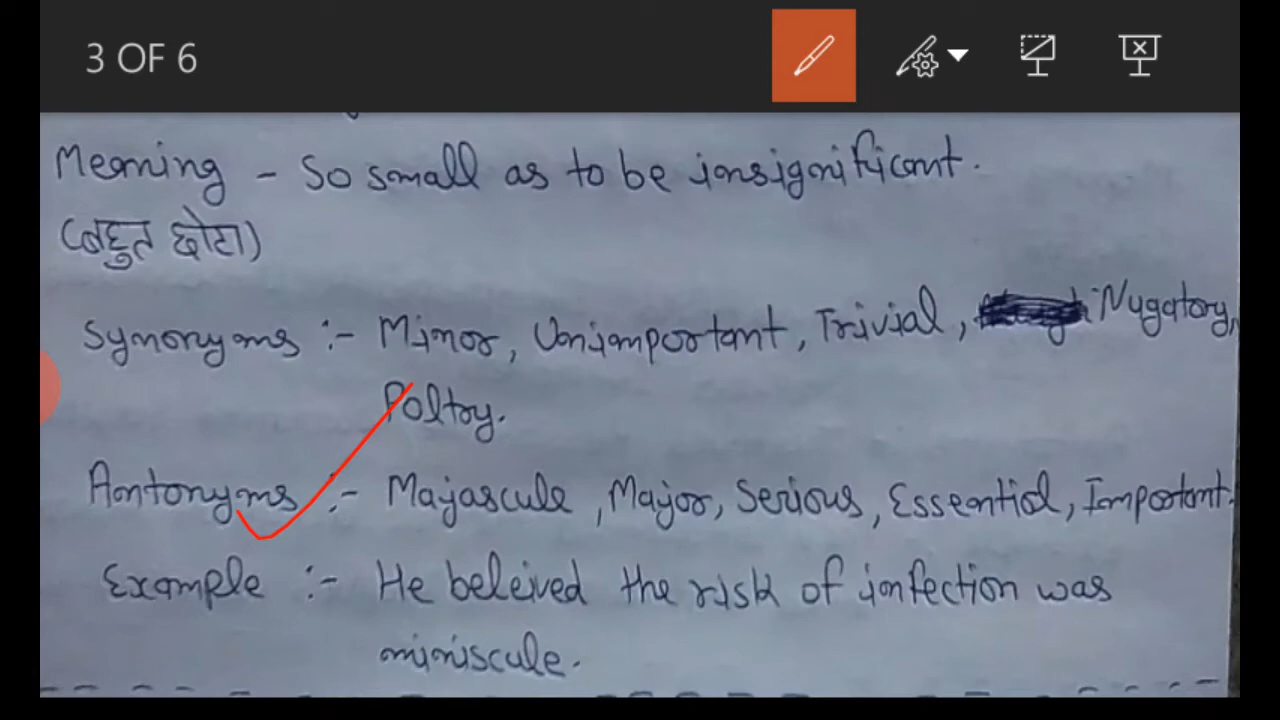 3 OF 6
Meaning - So small as to be insignificant.
(बहुत छोटा)
Synonyms :- Minor, Unimportant, Trivial, Nugatory,
Paltry.
Antonyms :- Majascule, Major, Serious, Essential, Important.
Example :- He beleived the risk of infection was
miniscule.